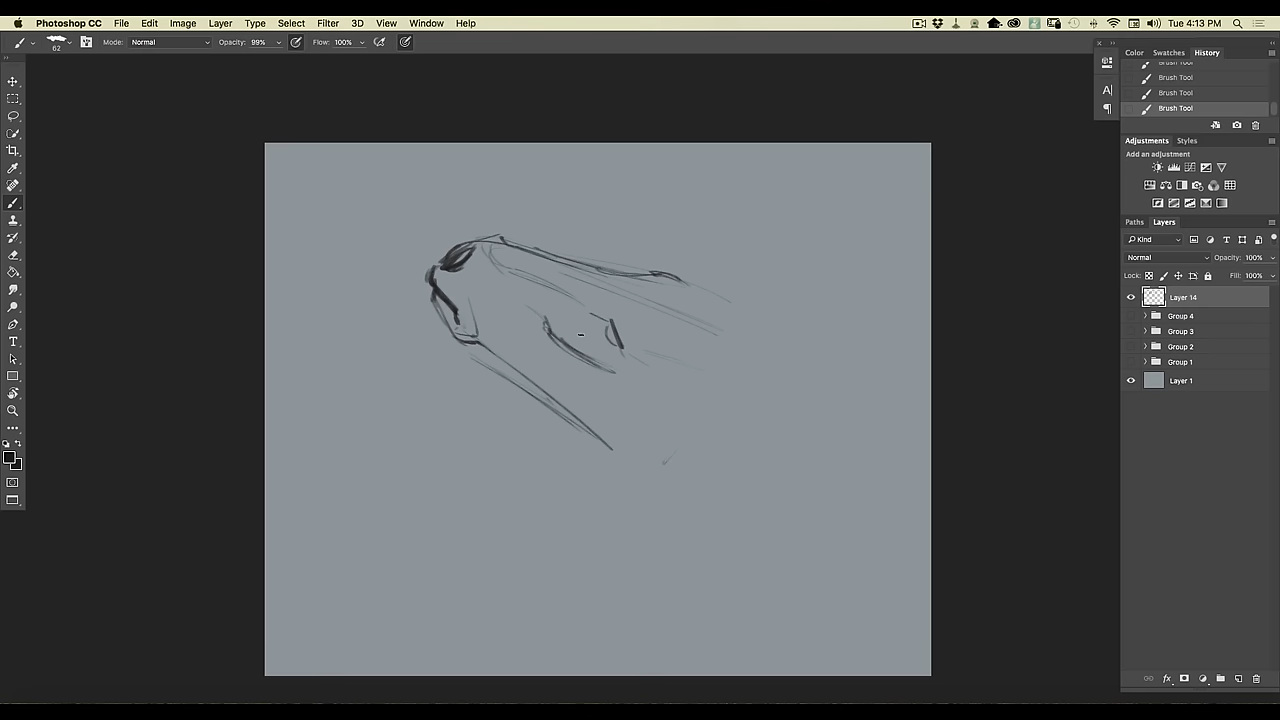 Photoshop CC File Edit Image Layer Type Select Filter 3D View Window Help Tue 4:13 PM
62 Mode: Normal Opacity: 99% Flow: 100%
Color Swatches History
Brush Tool
Brush Tool
Brush Tool
Brush Tool
Adjustments Styles
Add an adjustment
Paths Layers
Kind
Normal Opacity: 100%
Lock: Fill: 100%
Layer 14
Group 4
Group 3
Group 2
Group 1
Layer 1